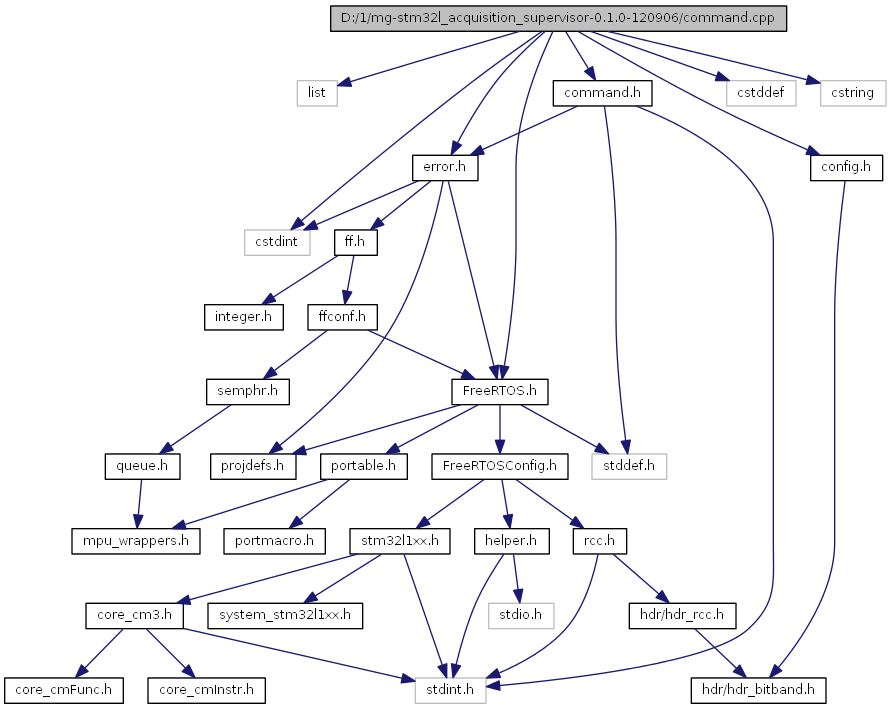 D:/1/mg-stm32l_acquisition_supervisor-0.1.0-120906/command.cpp
list
command.h
cstddef
cstring
error.h
config.h
cstdint
ff.h
integer.h
ffconf.h
semphr.h
FreeRTOS.h
queue.h
projdefs.h
portable.h
FreeRTOSConfig.h
stddef.h
mpu_wrappers.h
portmacro.h
stm32l1xx.h
helper.h
rcc.h
core_cm3.h
system_stm32l1xx.h
stdio.h
hdr/hdr_rcc.h
core_cmFunc.h
core_cmInstr.h
stdint.h
hdr/hdr_bitband.h